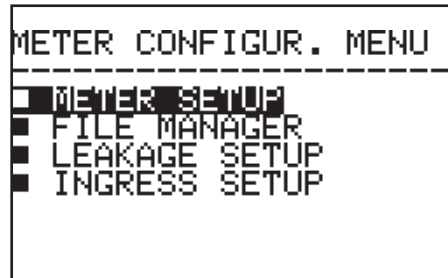 METER CONFIGUR. MENU
METER SETUP
FILE MANAGER
LEAKAGE SETUP
INGRESS SETUP